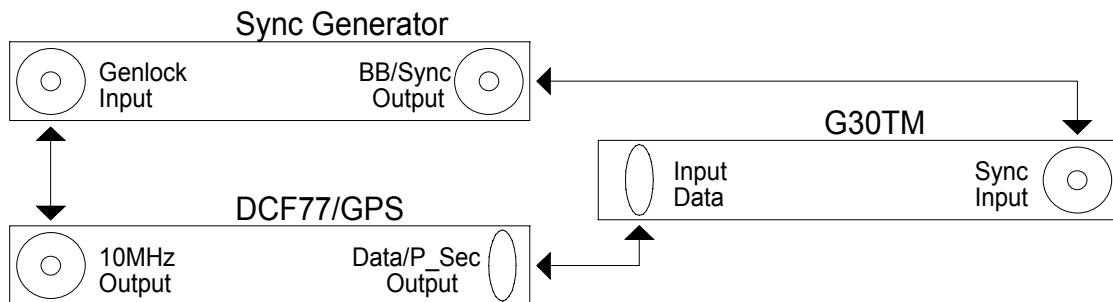 Sync Generator
Genlock
Input
BB/Sync
Output
G30TM
Input
Data
Sync
Input
DCF77/GPS
10MHz
Output
Data/P_Sec
Output